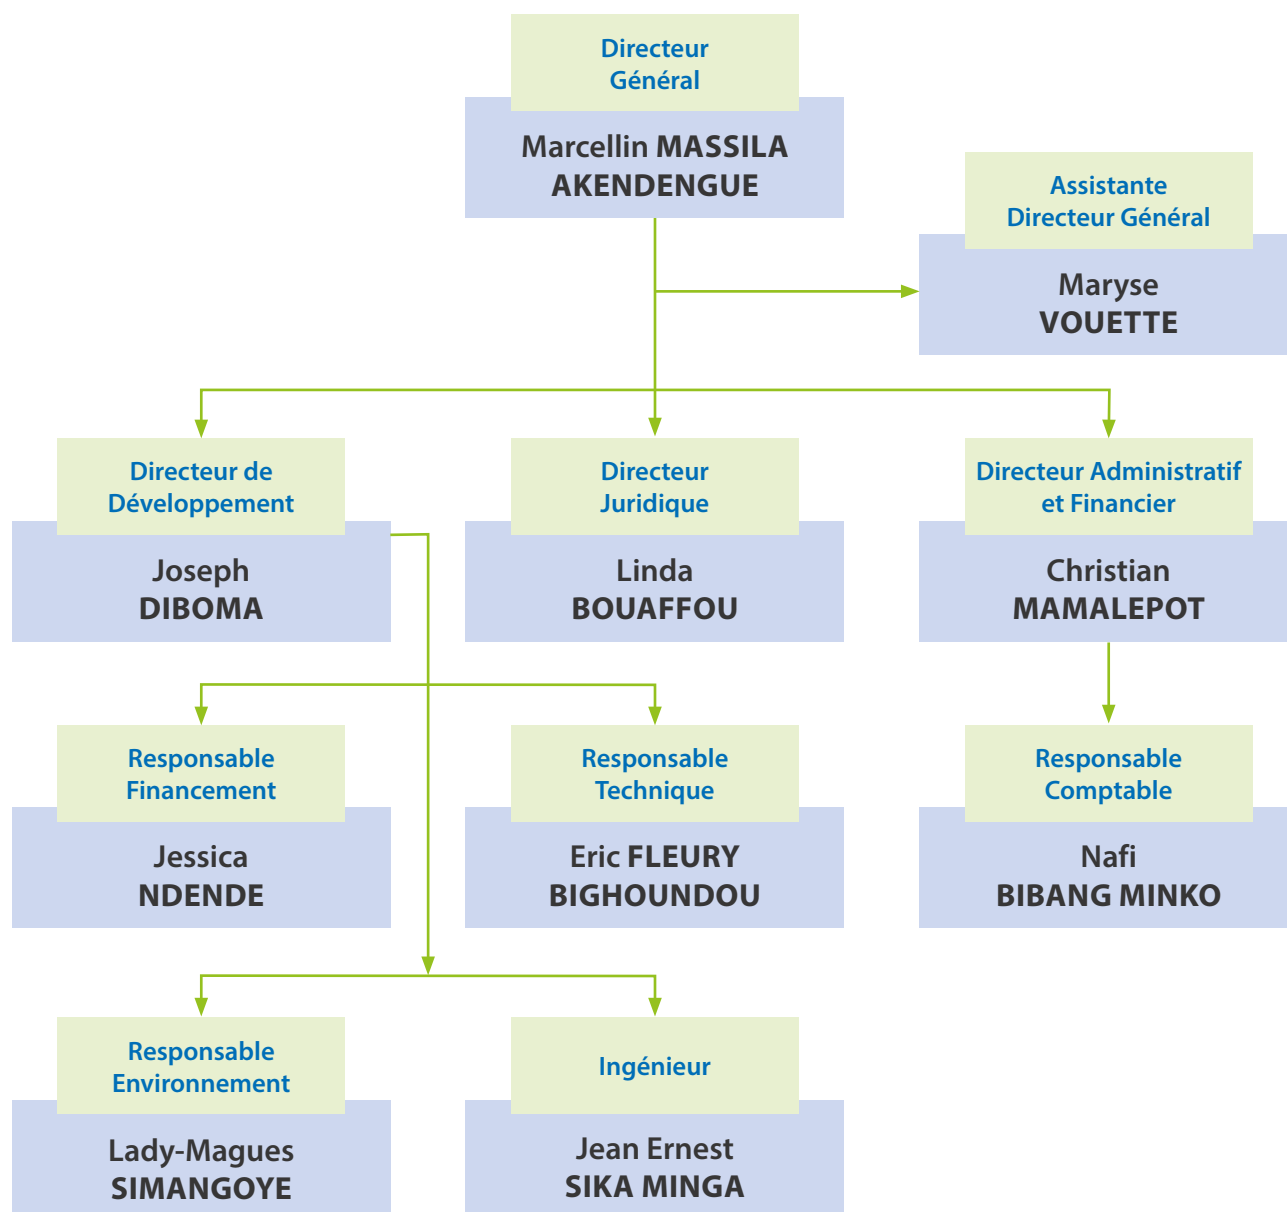 Directeur
Général
Marcellin MASSILA
AKENDENGUE
Assistante
Directeur Général
Maryse
VOUETTE
Directeur de
Développement
Joseph
DIBOMA
Directeur
Juridique
Linda
BOUAFFOU
Directeur Administratif
et Financier
Christian
MAMALEPOT
Responsable
Financement
Jessica
NDENDE
Responsable
Technique
Eric FLEURY
BIGHOUNDOU
Responsable
Comptable
Nafi
BIBANG MINKO
Responsable
Environnement
Lady-Magues
SIMANGOYE
Ingénieur
Jean Ernest
SIKA MINGA